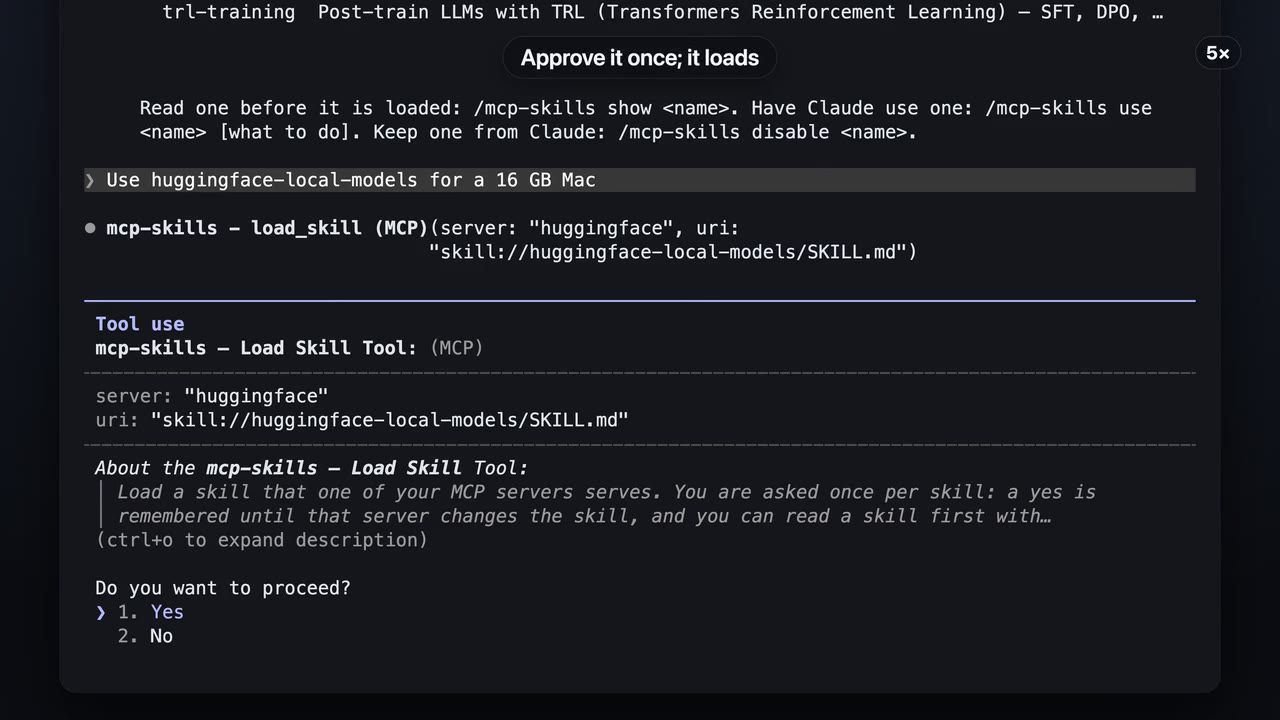 trl-training  Post-train LLMs with TRL (Transformers Reinforcement Learning) — SFT, DPO, …
Approve it once; it loads
5×
Read one before it is loaded: /mcp-skills show <name>. Have Claude use one: /mcp-skills use
<name> [what to do]. Keep one from Claude: /mcp-skills disable <name>.
❯ Use huggingface-local-models for a 16 GB Mac
● mcp-skills - load_skill (MCP)(server: "huggingface", uri:
"skill://huggingface-local-models/SKILL.md")
Tool use
mcp-skills — Load Skill Tool: (MCP)
server: "huggingface"
uri: "skill://huggingface-local-models/SKILL.md"
About the mcp-skills — Load Skill Tool:
Load a skill that one of your MCP servers serves. You are asked once per skill: a yes is
remembered until that server changes the skill, and you can read a skill first with…
(ctrl+o to expand description)
Do you want to proceed?
❯ 1. Yes
2. No